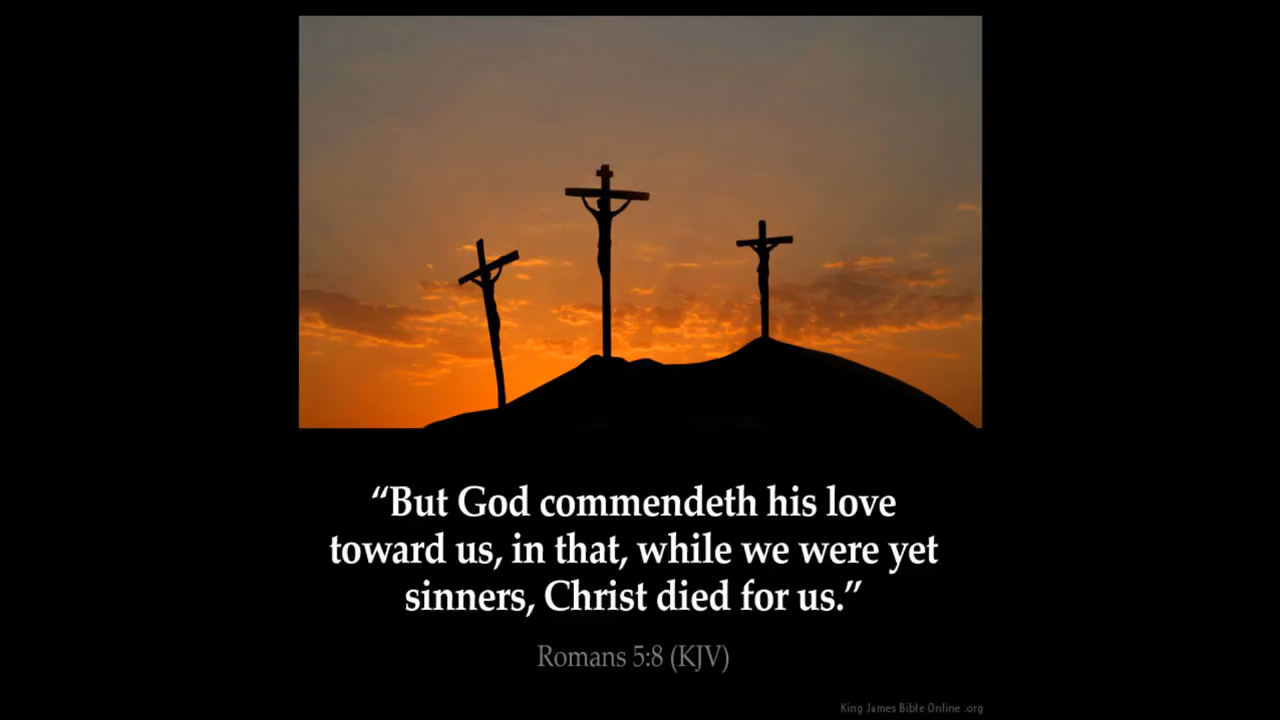 “But God commendeth his love
toward us, in that, while we were yet
sinners, Christ died for us.”
Romans 5:8 (KJV)
King James Bible Online .org